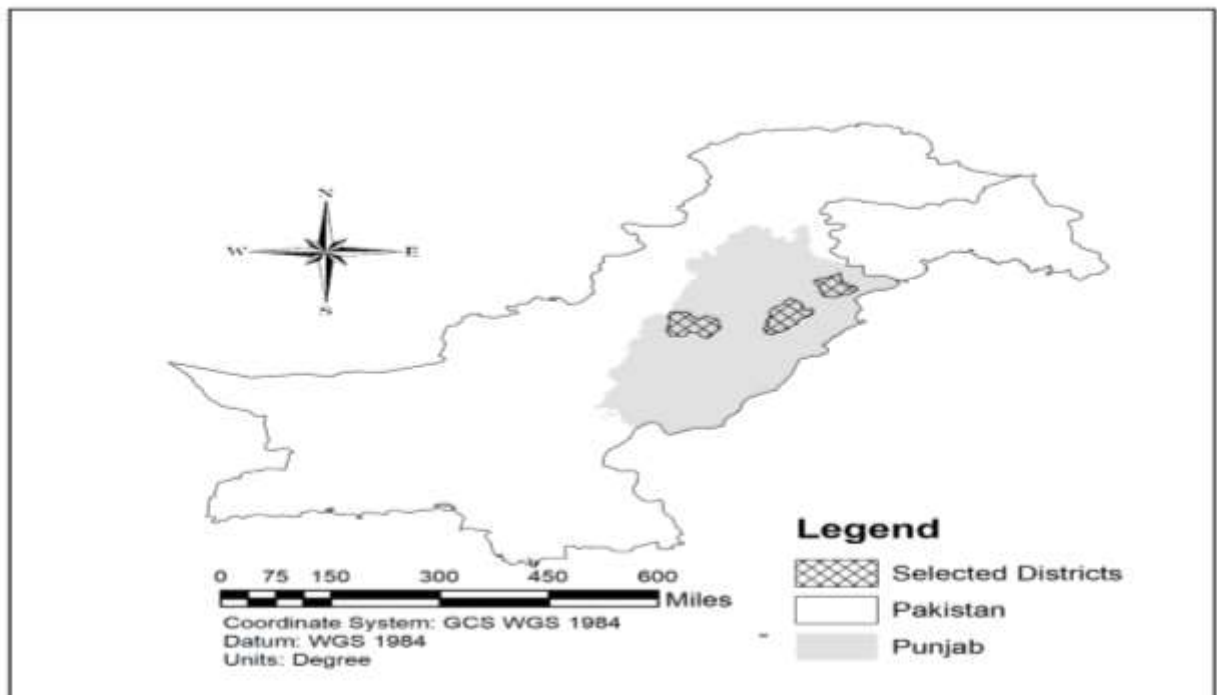 N
W E
S
Legend
Selected Districts
Pakistan
Punjab
0 75 150 300 450 600
Miles
Coordinate System: GCS WGS 1984
Datum: WGS 1984
Units: Degree